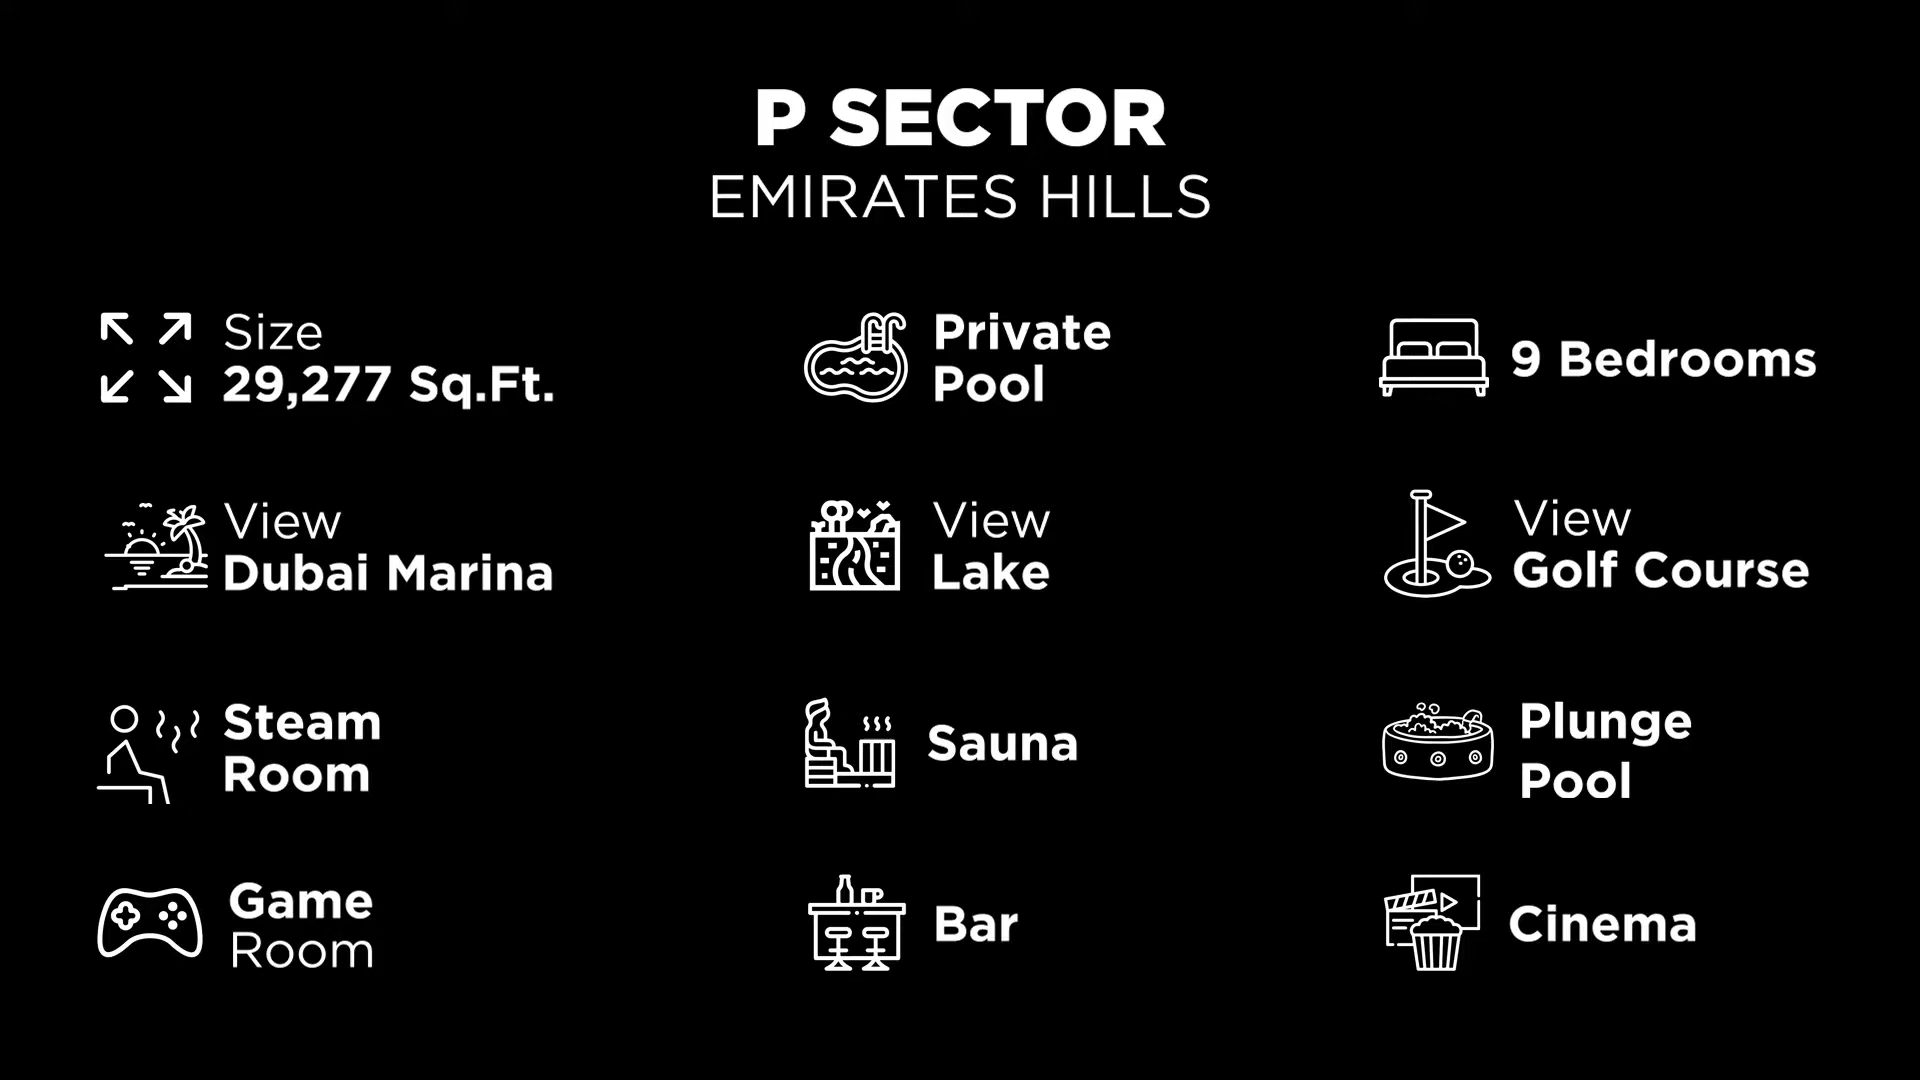 P SECTOR
EMIRATES HILLS
Size
29,277 Sq.Ft.
Private
Pool
9 Bedrooms
View
Dubai Marina
View
Lake
View
Golf Course
Steam
Room
Sauna
Plunge
Pool
Game
Room
Bar
Cinema